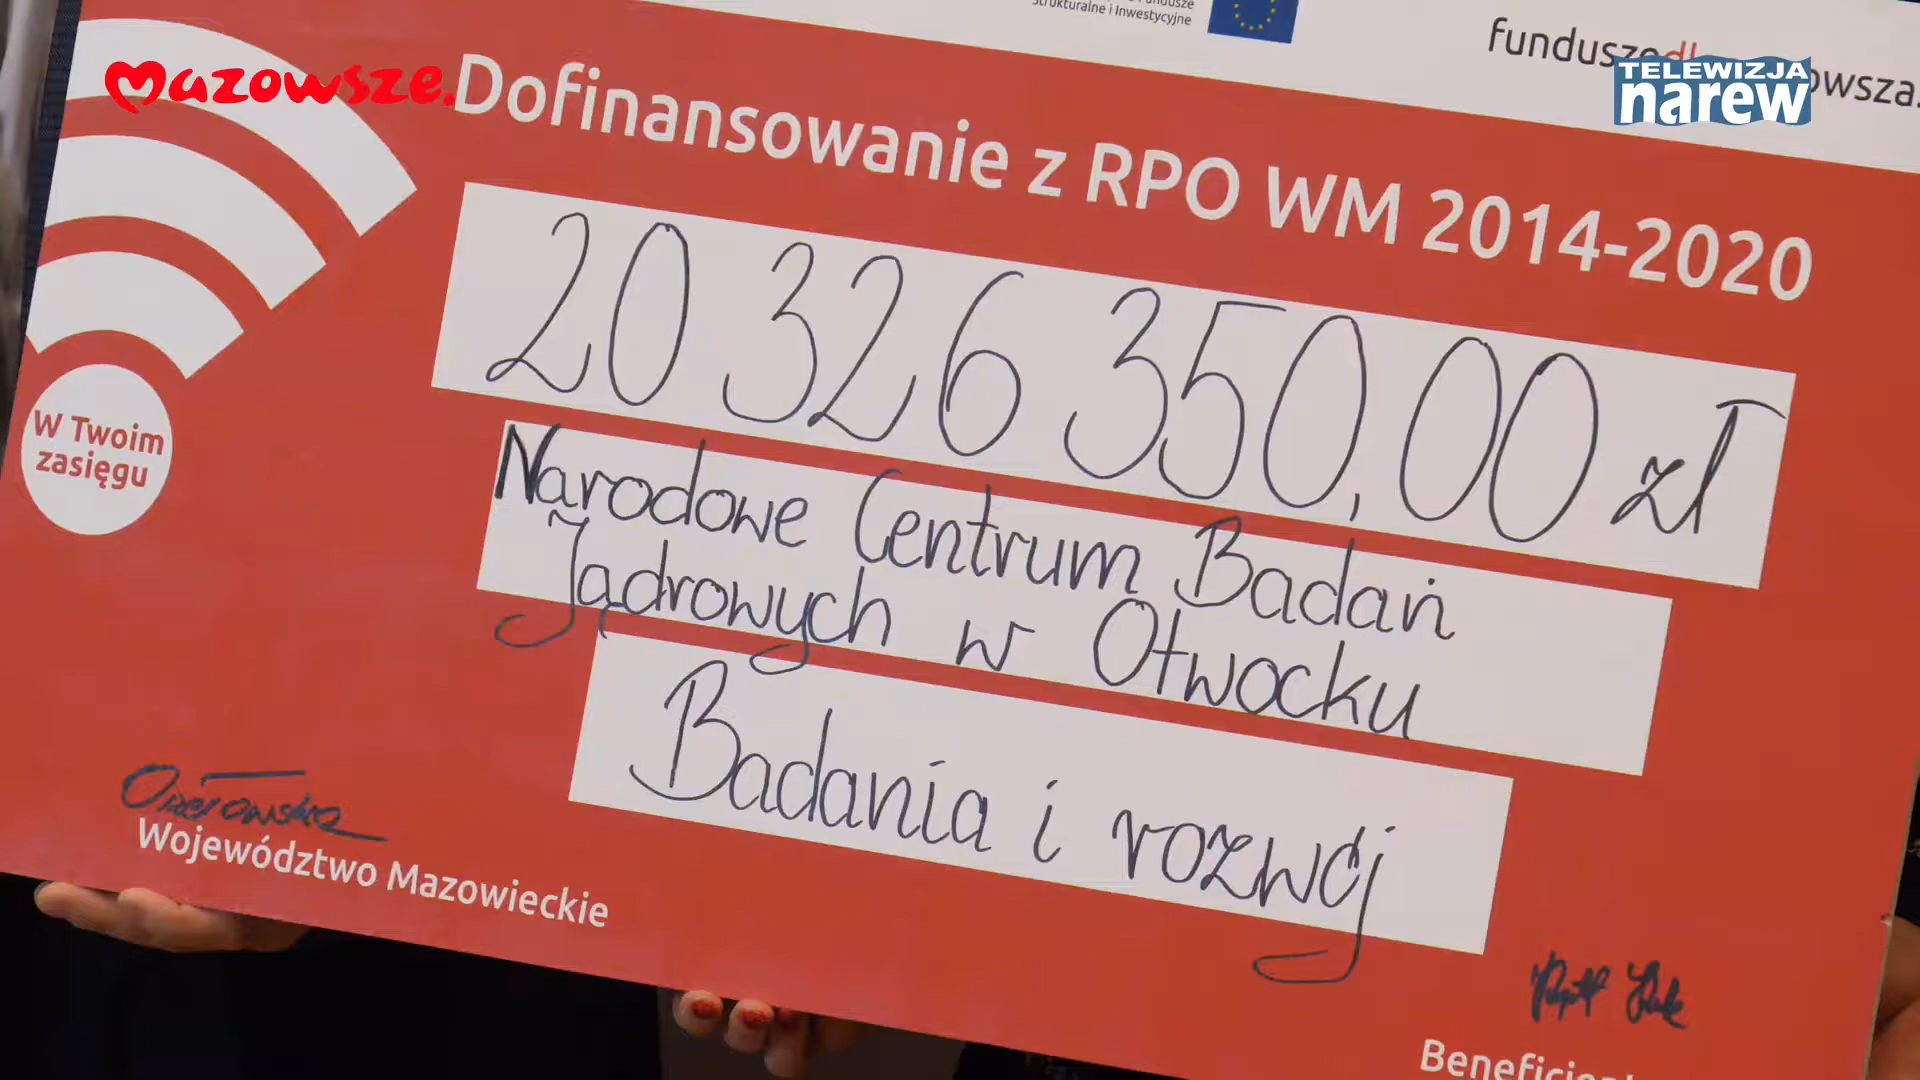 Strukturalne i Inwestycyjne
mazowsze.
TELEWIZJA
narew
Dofinansowanie z RPO WM 2014-2020
20 326 350,00 zł
W Twoim
zasięgu
Narodowe Centrum Badań
Jądrowych w Otwocku
Badania i rozwój
Województwo Mazowieckie